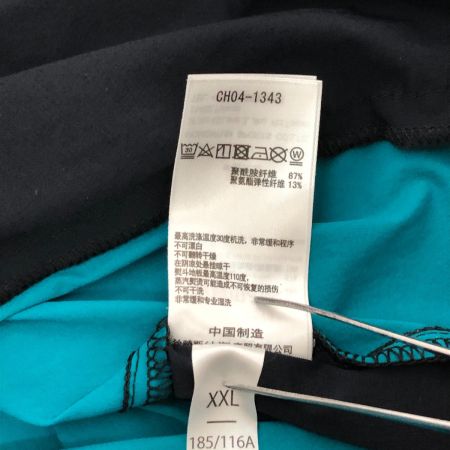 CH04-1343
聚酰胺纤维 87%
聚氨酯弹性纤维 13%
最高洗涤温度30度机洗，非常缓和程序
不可漂白
不可翻转干燥
在阴凉处悬挂晾干
熨斗地板最高温度110度，
蒸汽熨烫可能造成不可恢复的损伤
不可干洗
非常缓和专业湿洗
中国制造
XXL
185/116A